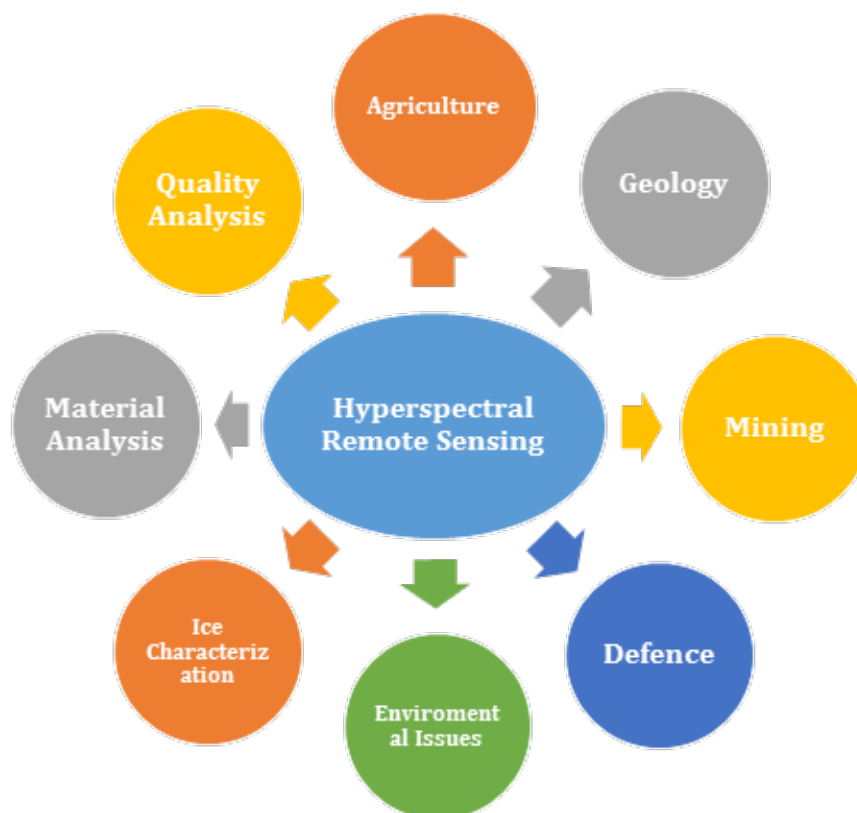 Agriculture
Geology
Quality
Analysis
Hyperspectral
Remote Sensing
Material
Analysis
Mining
Ice
Characteriz
ation
Defence
Enviroment
al Issues